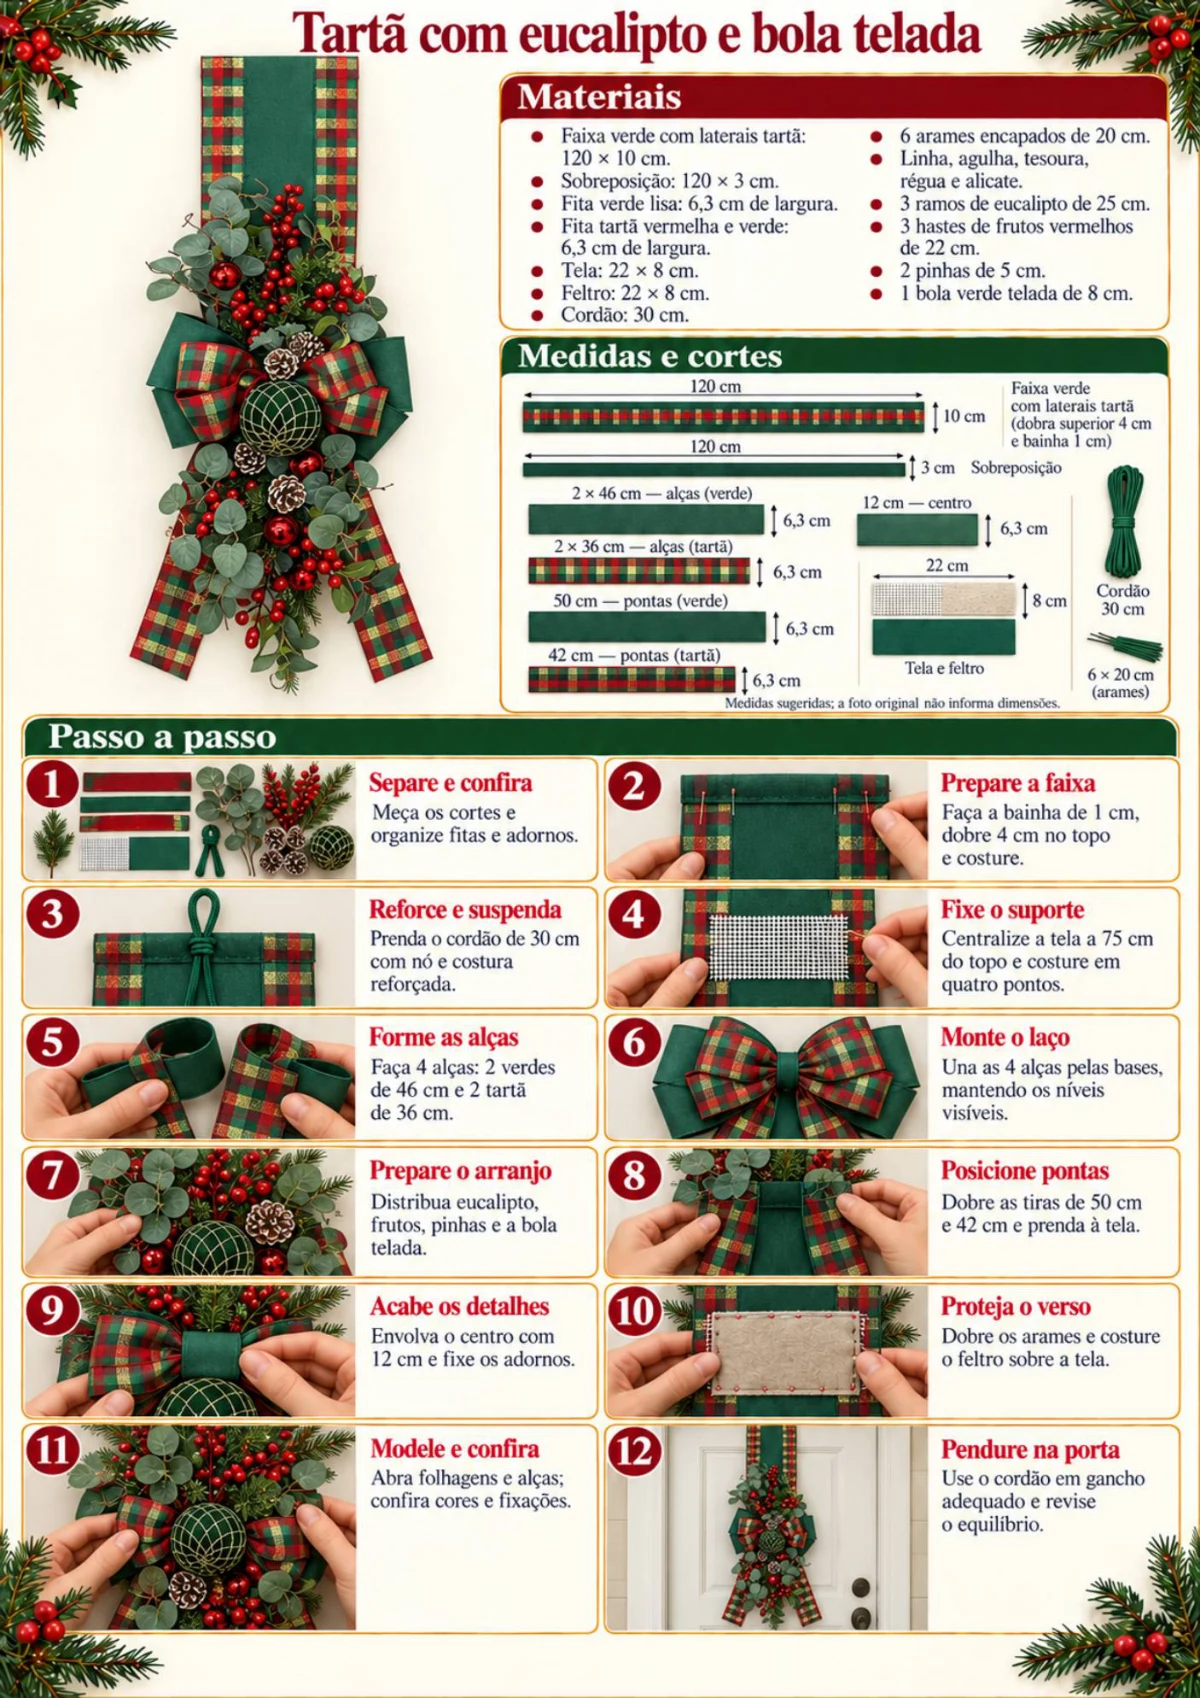 Tartã com eucalipto e bola telada
Materiais
Faixa verde com laterais tartã:
120 × 10 cm.
Sobreposição: 120 × 3 cm.
Fita verde lisa: 6,3 cm de largura.
Fita tartã vermelha e verde:
6,3 cm de largura.
Tela: 22 × 8 cm.
Feltro: 22 × 8 cm.
Cordão: 30 cm.
6 arames encapados de 20 cm.
Linha, agulha, tesoura,
régua e alicate.
3 ramos de eucalipto de 25 cm.
3 hastes de frutos vermelhos
de 22 cm.
2 pinhas de 5 cm.
1 bola verde telada de 8 cm.
Medidas e cortes
120 cm
10 cm
Faixa verde
com laterais tartã
(dobra superior 4 cm
e bainha 1 cm)
120 cm
3 cm Sobreposição
2 × 46 cm — alças (verde)
6,3 cm
12 cm — centro
6,3 cm
2 × 36 cm — alças (tartã)
6,3 cm
22 cm
8 cm
Tela e feltro
50 cm — pontas (verde)
6,3 cm
42 cm — pontas (tartã)
6,3 cm
Cordão
30 cm
6 × 20 cm
(arames)
Medidas sugeridas; a foto original não informa dimensões.
Passo a passo
1
Separe e confira
Meça os cortes e
organize fitas e adornos.
2
Prepare a faixa
Faça a bainha de 1 cm,
dobre 4 cm no topo
e costure.
3
Reforce e suspenda
Prenda o cordão de 30 cm
com nó e costura
reforçada.
4
Fixe o suporte
Centralize a tela a 75 cm
do topo e costure em
quatro pontos.
5
Forme as alças
Faça 4 alças: 2 verdes
de 46 cm e 2 tartã
de 36 cm.
6
Monte o laço
Una as 4 alças pelas bases,
mantendo os níveis
visíveis.
7
Prepare o arranjo
Distribua eucalipto,
frutos, pinhas e a bola
telada.
8
Posicione pontas
Dobre as tiras de 50 cm
e 42 cm e prenda à tela.
9
Acabe os detalhes
Envolva o centro com
12 cm e fixe os adornos.
10
Proteja o verso
Dobre os arames e costure
o feltro sobre a tela.
11
Modele e confira
Abra folhagens e alças;
confira cores e fixações.
12
Pendure na porta
Use o cordão em gancho
adequado e revise
o equilíbrio.